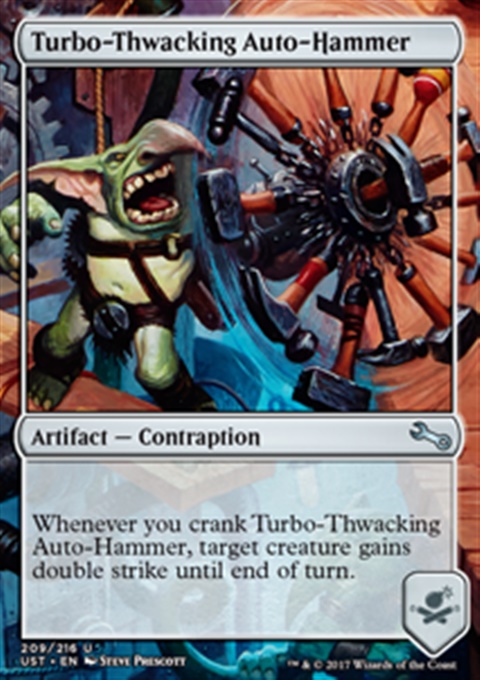 Turbo-Thwacking Auto-Hammer
Artifact — Contraption
Whenever you crank Turbo-Thwacking
Auto-Hammer, target creature gains
double strike until end of turn.
209/216 U
UST • EN Steve Prescott
™ & © 2017 Wizards of the Coast